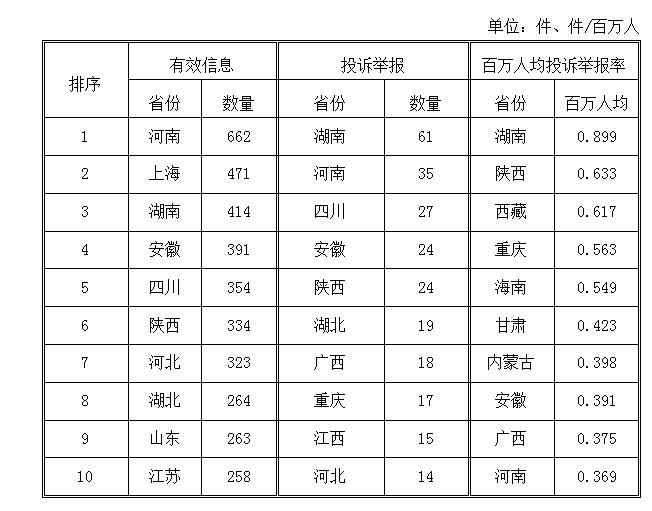 单位：件、件/百万人
排序 有效信息 投诉举报 百万人均投诉举报率
省份 数量 省份 数量 省份 百万人均
1 河南 662 湖南 61 湖南 0.899
2 上海 471 河南 35 陕西 0.633
3 湖南 414 四川 27 西藏 0.617
4 安徽 391 安徽 24 重庆 0.563
5 四川 354 陕西 24 海南 0.549
6 陕西 334 湖北 19 甘肃 0.423
7 河北 323 广西 18 内蒙古 0.398
8 湖北 264 重庆 17 安徽 0.391
9 山东 263 江西 15 广西 0.375
10 江苏 258 河北 14 河南 0.369